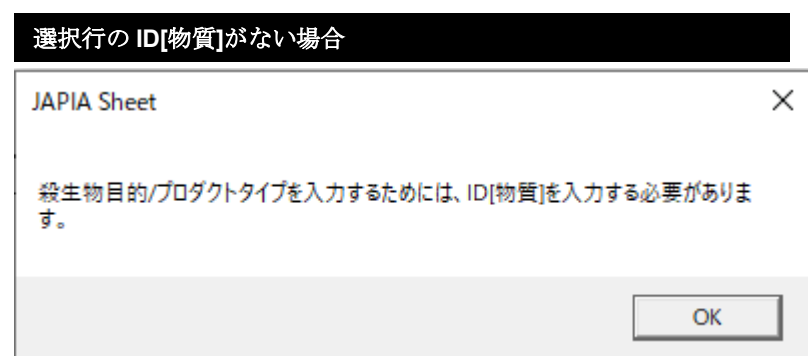 選択行の ID[物質]がない場合
JAPIA Sheet
殺生物目的/プロダクトタイプを入力するためには、ID[物質]を入力する必要がありま
す。
OK